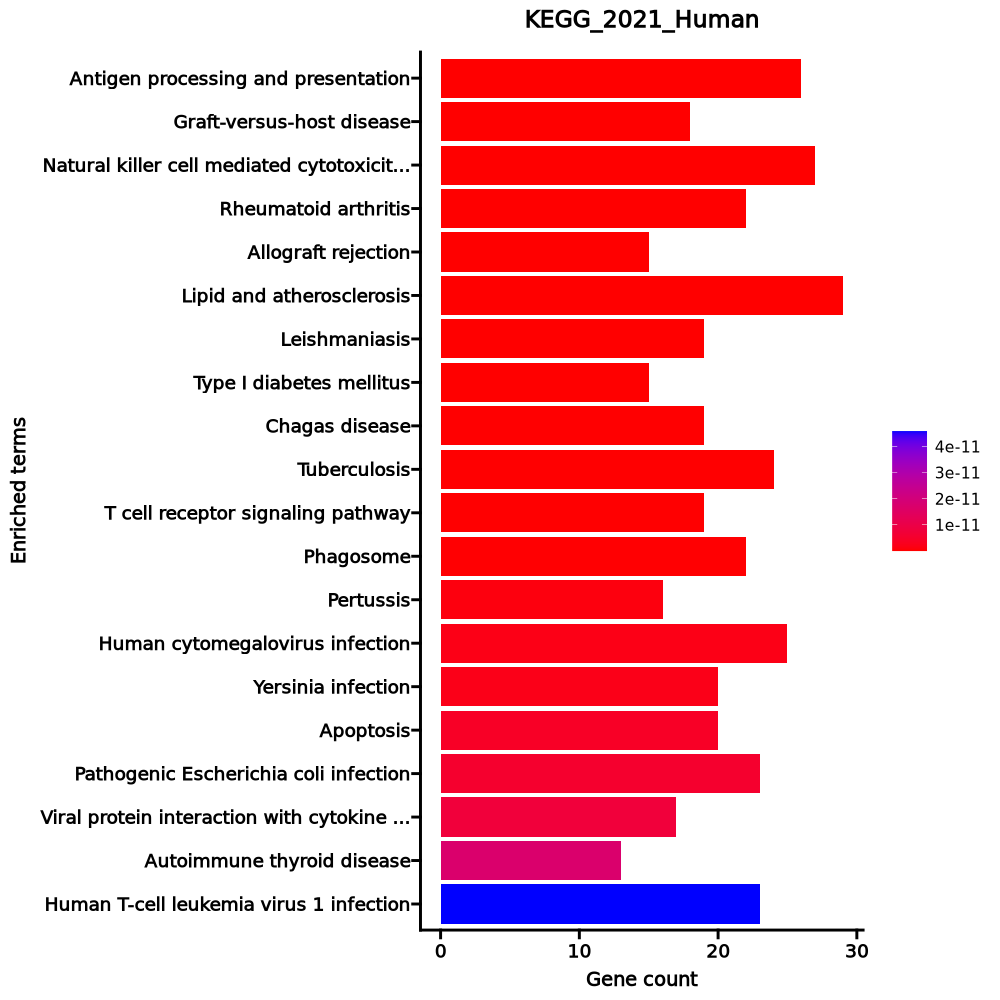 KEGG_2021_Human
Antigen processing and presentation
Graft-versus-host disease
Natural killer cell mediated cytotoxicit...
Rheumatoid arthritis
Allograft rejection
Lipid and atherosclerosis
Leishmaniasis
Type I diabetes mellitus
Chagas disease
Tuberculosis
T cell receptor signaling pathway
Phagosome
Pertussis
Human cytomegalovirus infection
Yersinia infection
Apoptosis
Pathogenic Escherichia coli infection
Viral protein interaction with cytokine ...
Autoimmune thyroid disease
Human T-cell leukemia virus 1 infection
Enriched terms
0 10 20 30
Gene count
4e-11
3e-11
2e-11
1e-11